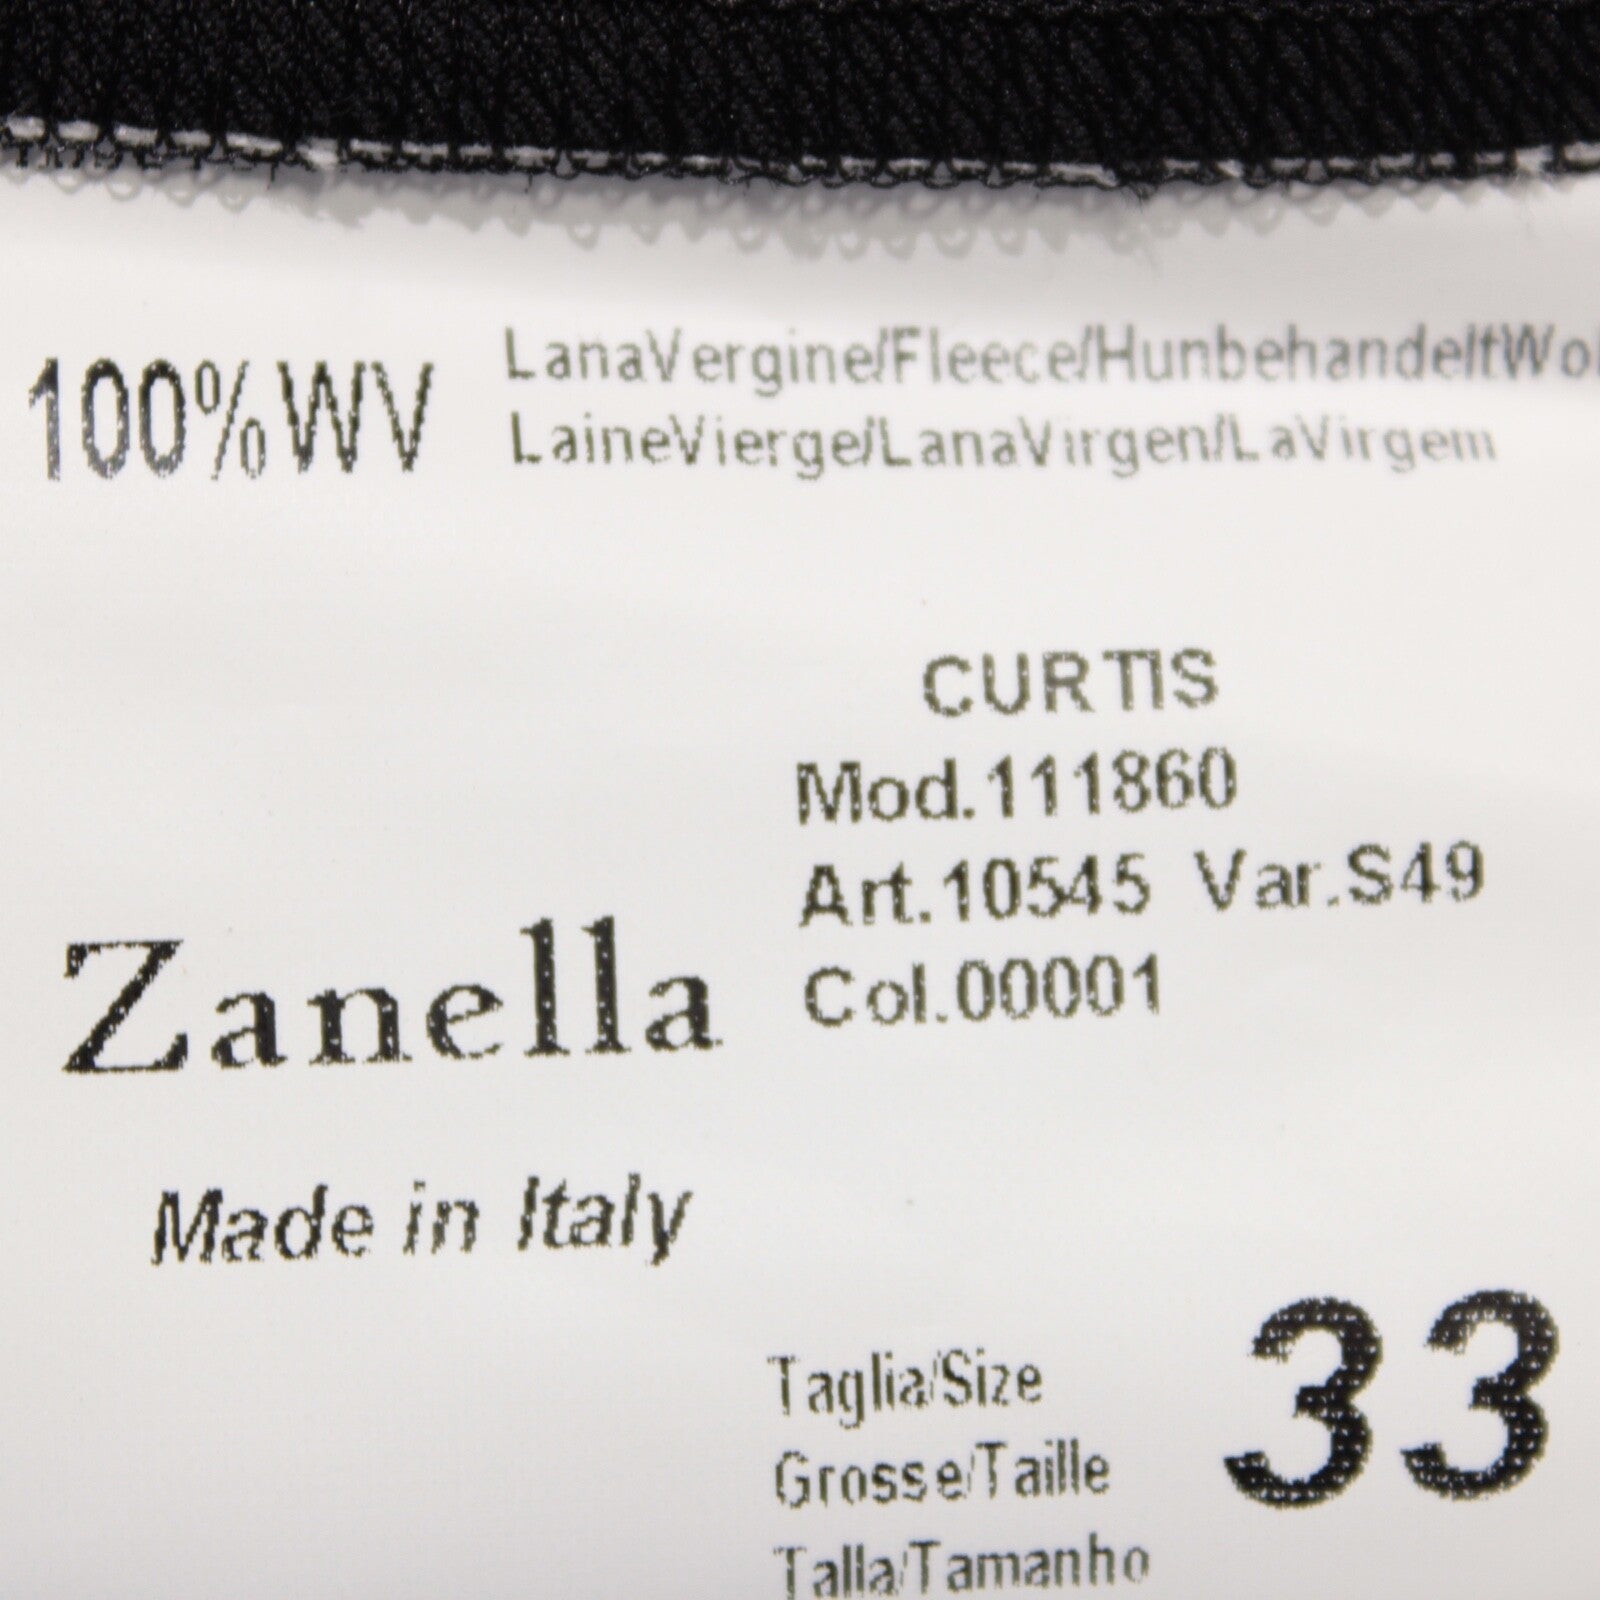 100%WV
LanaVergine/Fleece/HunbehandeltWol
LaineVierge/LanaVirgen/LaVirgem
CURTIS
Mod.111860
Art.10545 Var.S49
Col.00001
Zanella
Made in Italy
Taglia/Size
Grosse/Taille
Talla/Tamanho
33